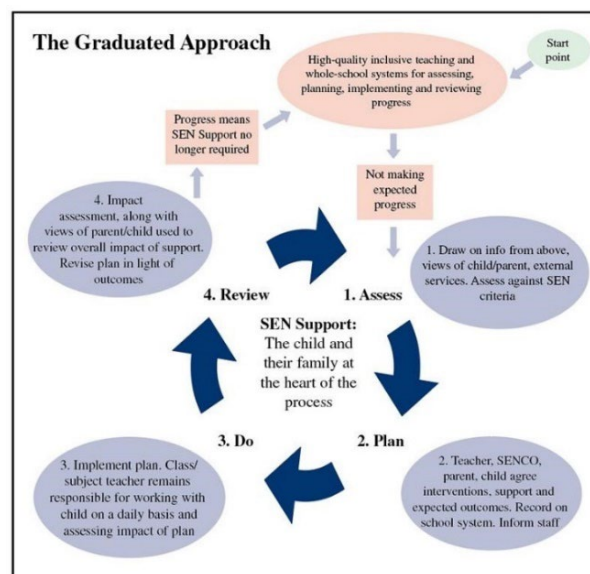 The Graduated Approach
Start
point
High-quality inclusive teaching and
whole-school systems for assessing,
planning, implementing and reviewing
progress
Progress means
SEN Support no
longer required
Not making
expected
progress
4. Impact
assessment, along with
views of parent/child used to
review overall impact of support.
Revise plan in light of
outcomes
1. Draw on info from above,
views of child/parent, external
services. Assess against SEN
criteria
4. Review
1. Assess
SEN Support:
The child and
their family at
the heart of the
process
3. Do
2. Plan
3. Implement plan. Class/
subject teacher remains
responsible for working with
child on a daily basis and
assessing impact of plan
2. Teacher, SENCO,
parent, child agree
interventions, support and
expected outcomes. Record on
school system. Inform staff